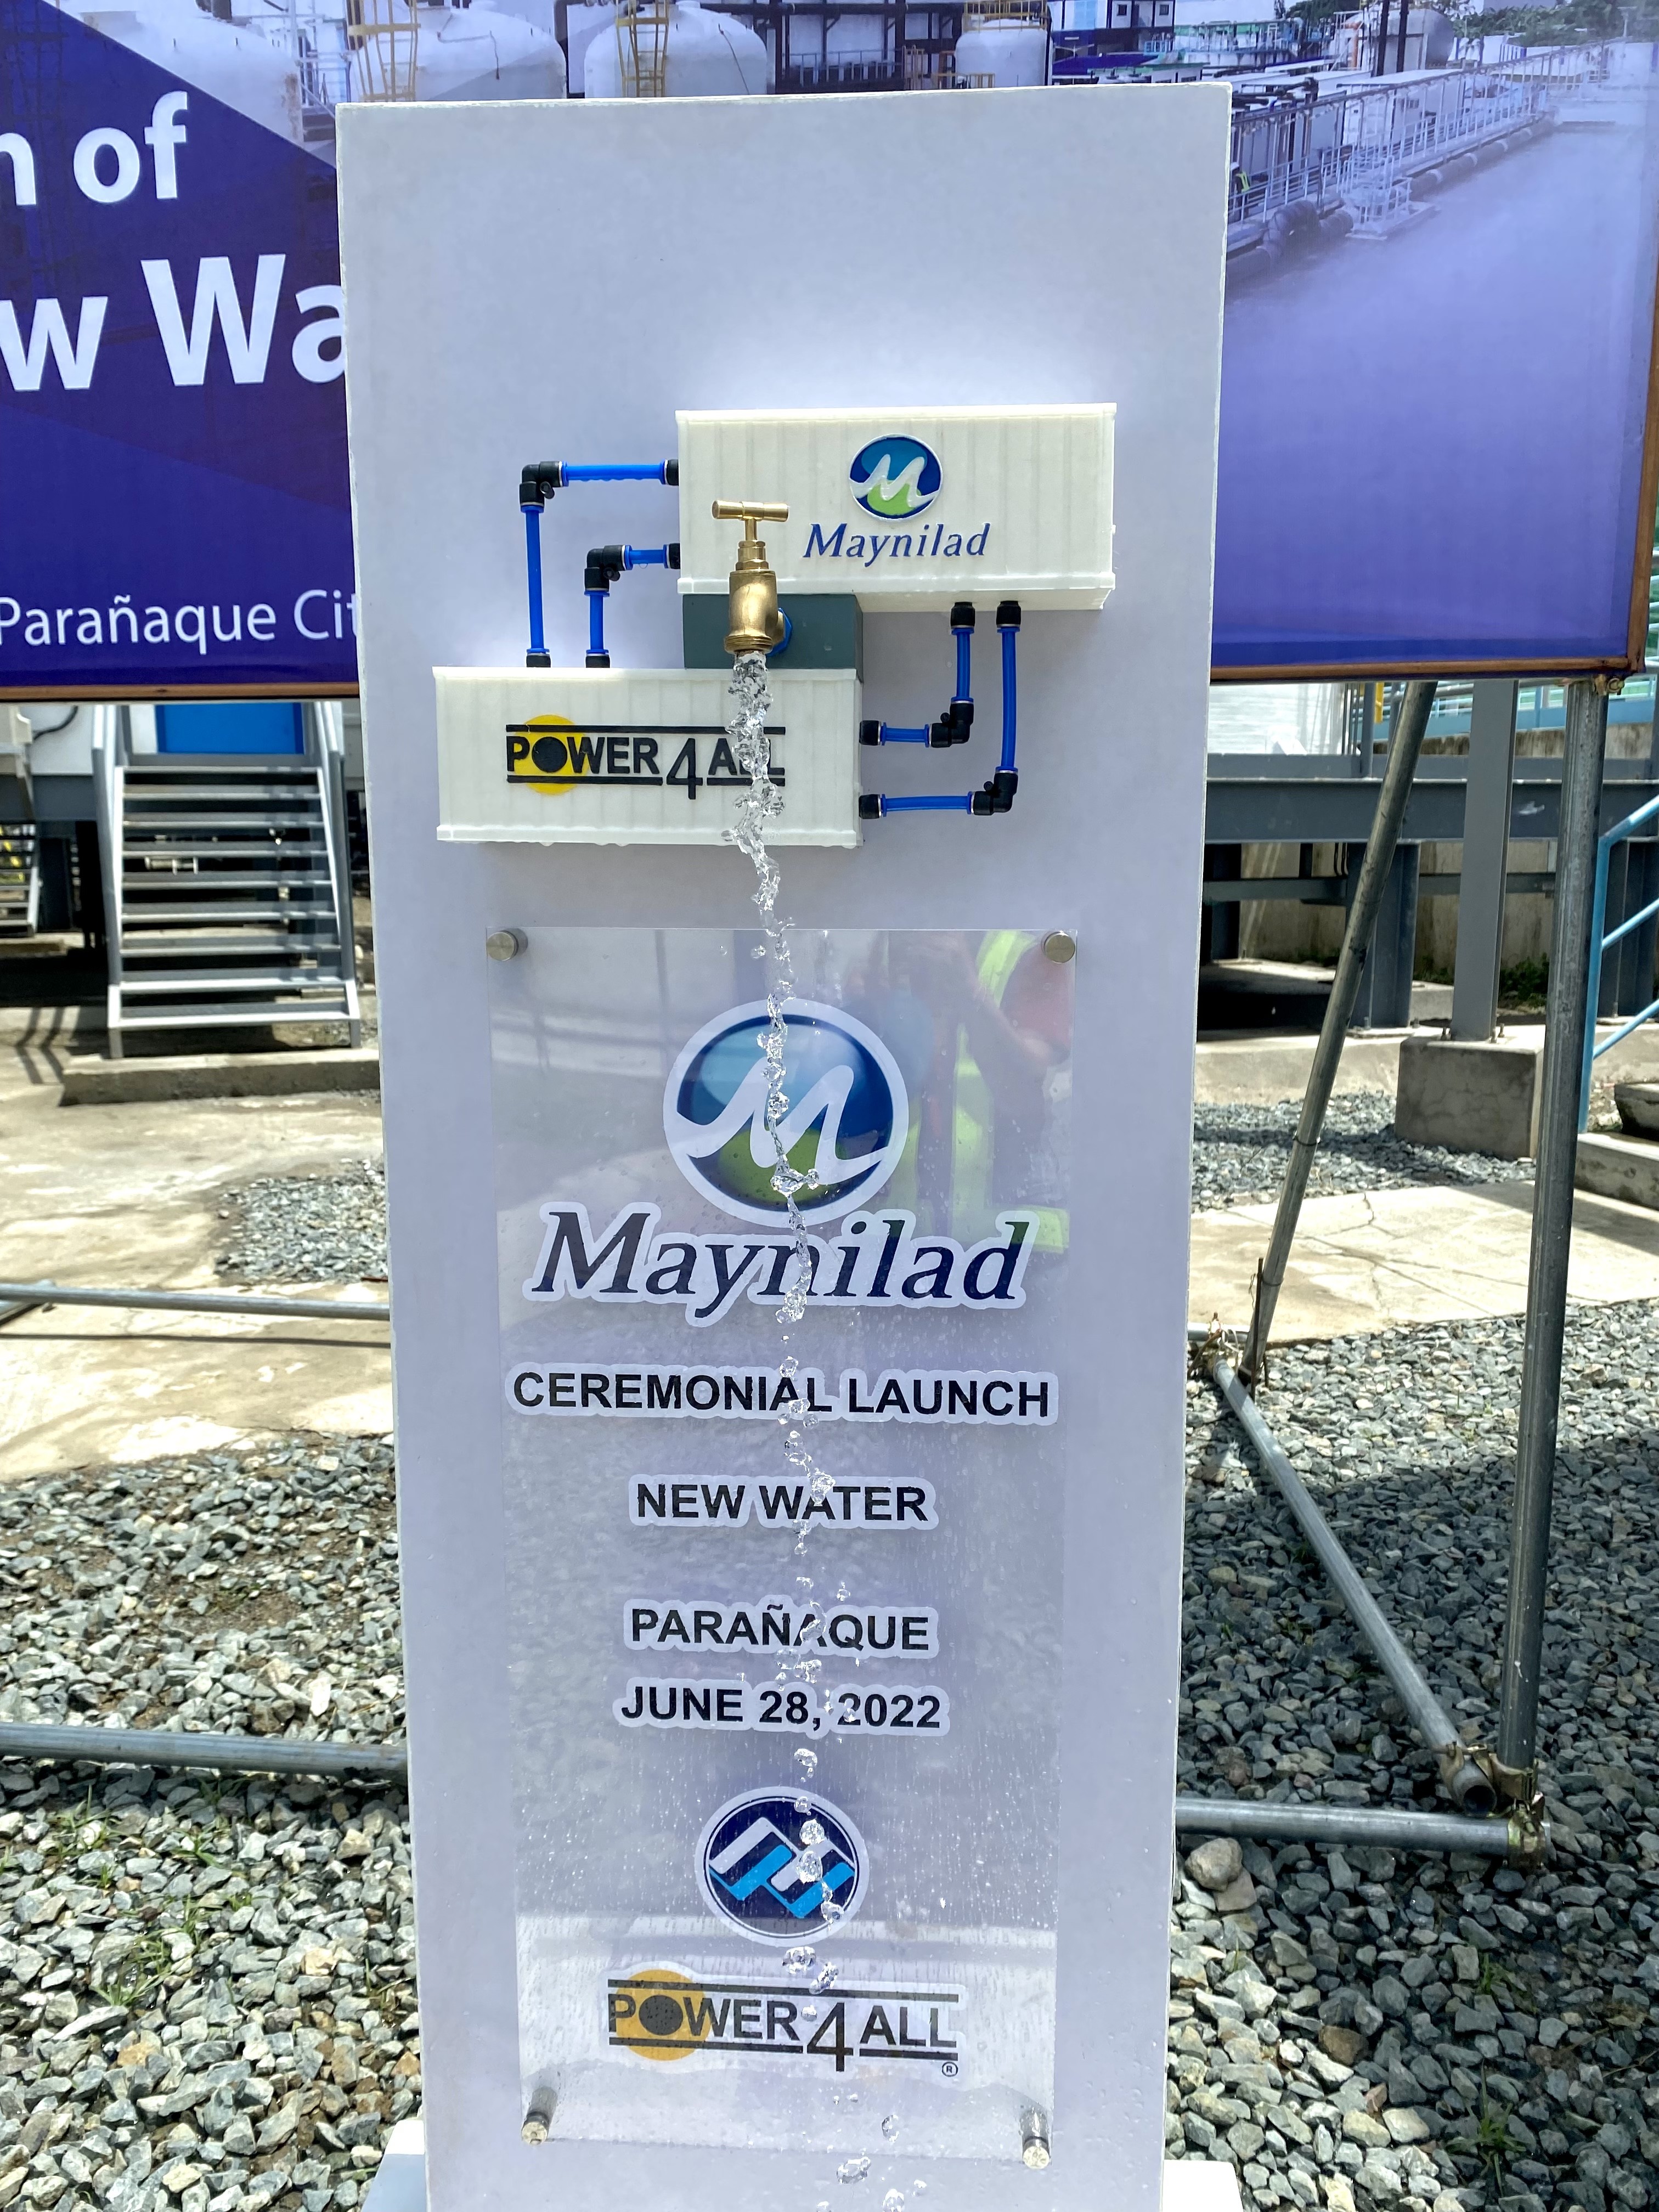 of
w Wa
Parañaque Cit
Maynilad
POWER4ALL
Maynilad
CEREMONIAL LAUNCH
NEW WATER
PARAÑAQUE
JUNE 28, 2022
POWER4ALL
®